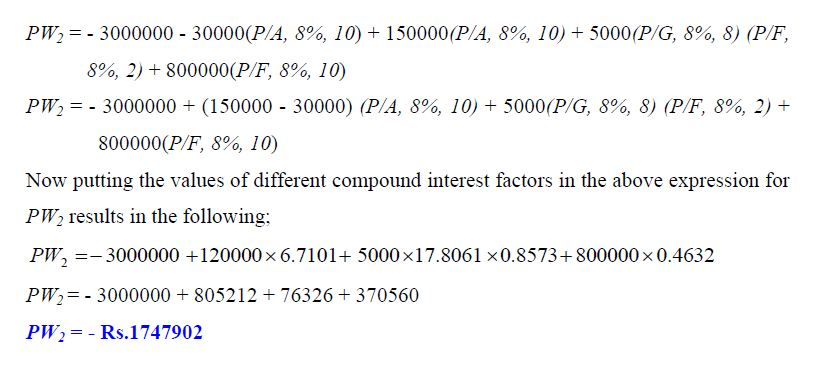 PW₂ = - 3000000 - 30000(P/A, 8%, 10) + 150000(P/A, 8%, 10) + 5000(P/G, 8%, 8) (P/F,
8%, 2) + 800000(P/F, 8%, 10)
PW₂ = - 3000000 + (150000 - 30000) (P/A, 8%, 10) + 5000(P/G, 8%, 8) (P/F, 8%, 2) +
800000(P/F, 8%, 10)
Now putting the values of different compound interest factors in the above expression for
PW₂ results in the following;
PW₂ =− 3000000 +120000 × 6.7101+ 5000 ×17.8061 ×0.8573+ 800000 × 0.4632
PW₂= - 3000000 + 805212 + 76326 + 370560
PW₂ = - Rs.1747902